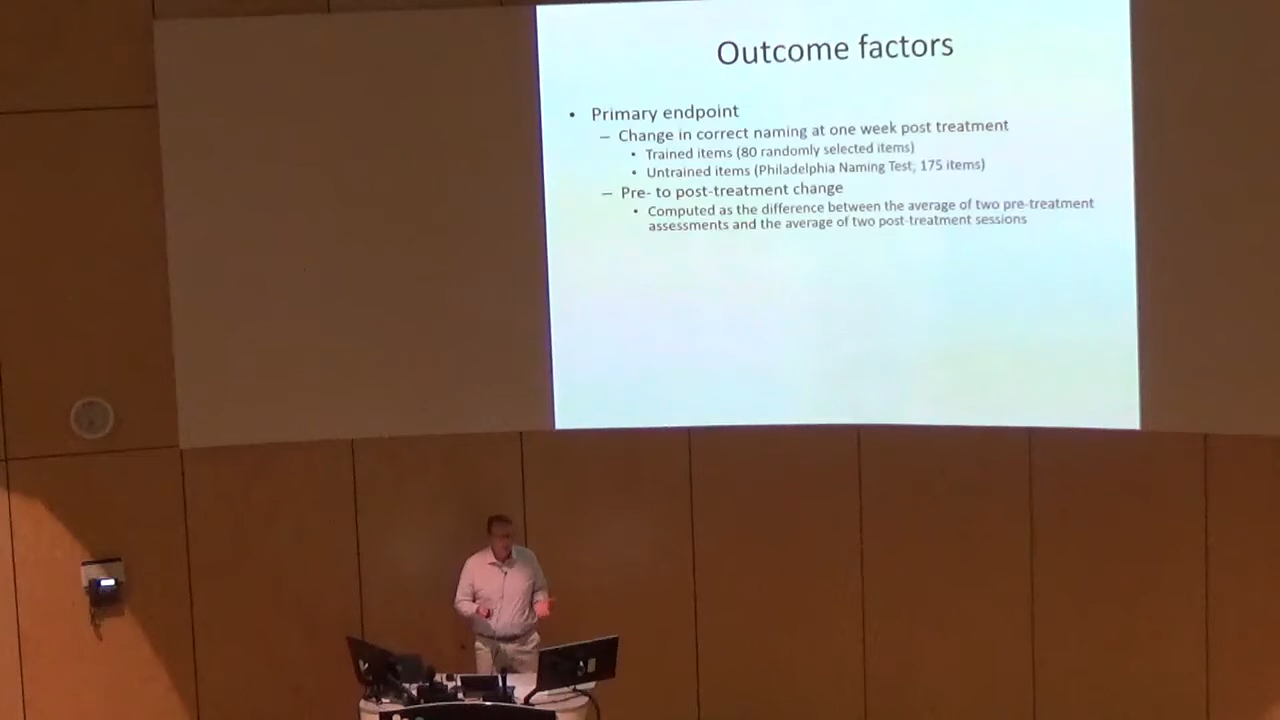 Outcome factors
• Primary endpoint
– Change in correct naming at one week post treatment
• Trained items (80 randomly selected items)
• Untrained items (Philadelphia Naming Test, 175 items)
– Pre- to post-treatment change
• Computed as the difference between the average of two pre-treatment
assessments and the average of two post-treatment sessions